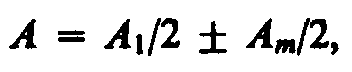 A = A₁/2 ± Aₘ/2,